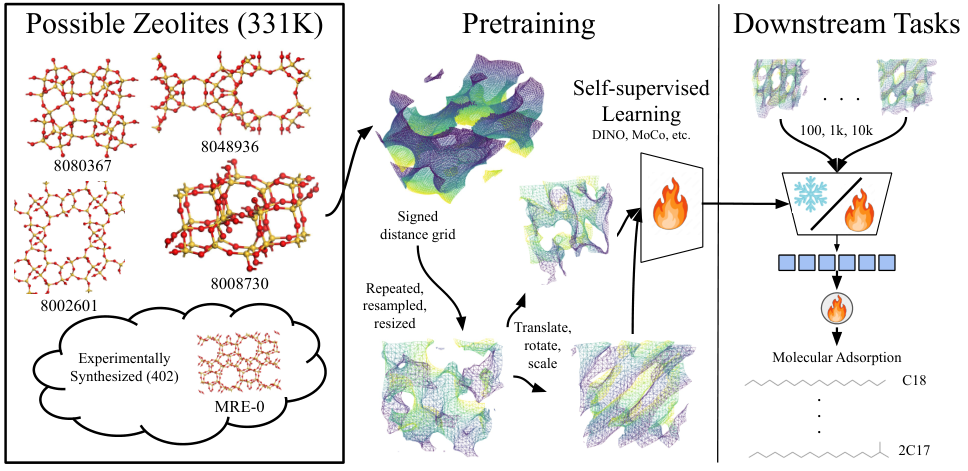 Possible Zeolites (331K)
8080367
8048936
8002601
8008730
Experimentally
Synthesized (402)
MRE-0
Pretraining
Signed
distance grid
Repeated,
resampled,
resized
Translate,
rotate,
scale
Self-supervised
Learning
DINO, MoCo, etc.
Downstream Tasks
. . .
100, 1k, 10k
Molecular Adsorption
C18
2C17